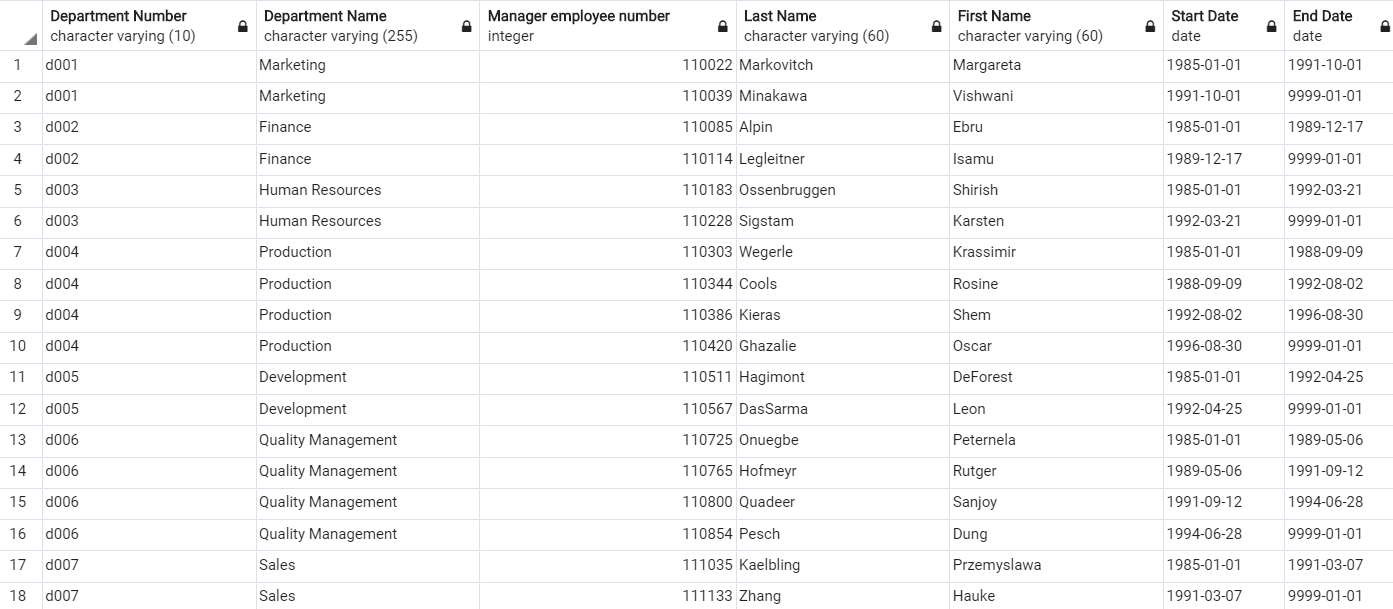 Department Number Department Name Manager employee number Last Name First Name Start Date End Date
character varying (10) character varying (255) integer character varying (60) character varying (60) date date
1 d001 Marketing 110022 Markovitch Margareta 1985-01-01 1991-10-01
2 d001 Marketing 110039 Minakawa Vishwani 1991-10-01 9999-01-01
3 d002 Finance 110085 Alpin Ebru 1985-01-01 1989-12-17
4 d002 Finance 110114 Legleitner Isamu 1989-12-17 9999-01-01
5 d003 Human Resources 110183 Ossenbruggen Shirish 1985-01-01 1992-03-21
6 d003 Human Resources 110228 Sigstam Karsten 1992-03-21 9999-01-01
7 d004 Production 110303 Wegerle Krassimir 1985-01-01 1988-09-09
8 d004 Production 110344 Cools Rosine 1988-09-09 1992-08-02
9 d004 Production 110386 Kieras Shem 1992-08-02 1996-08-30
10 d004 Production 110420 Ghazalie Oscar 1996-08-30 9999-01-01
11 d005 Development 110511 Hagimont DeForest 1985-01-01 1992-04-25
12 d005 Development 110567 DasSarma Leon 1992-04-25 9999-01-01
13 d006 Quality Management 110725 Onuegbe Peternela 1985-01-01 1989-05-06
14 d006 Quality Management 110765 Hofmeyr Rutger 1989-05-06 1991-09-12
15 d006 Quality Management 110800 Quadeer Sanjoy 1991-09-12 1994-06-28
16 d006 Quality Management 110854 Pesch Dung 1994-06-28 9999-01-01
17 d007 Sales 111035 Kaelbling Przemyslawa 1985-01-01 1991-03-07
18 d007 Sales 111133 Zhang Hauke 1991-03-07 9999-01-01